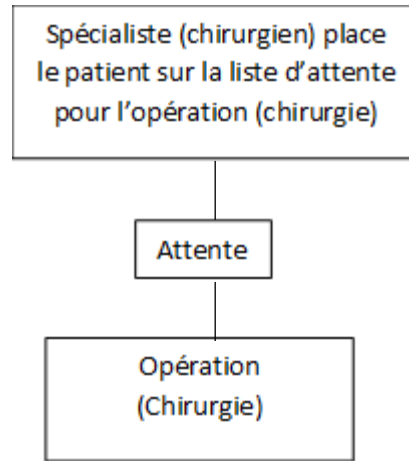 Spécialiste (chirurgien) place
le patient sur la liste d’attente
pour l’opération (chirurgie)
Attente
Opération
(Chirurgie)